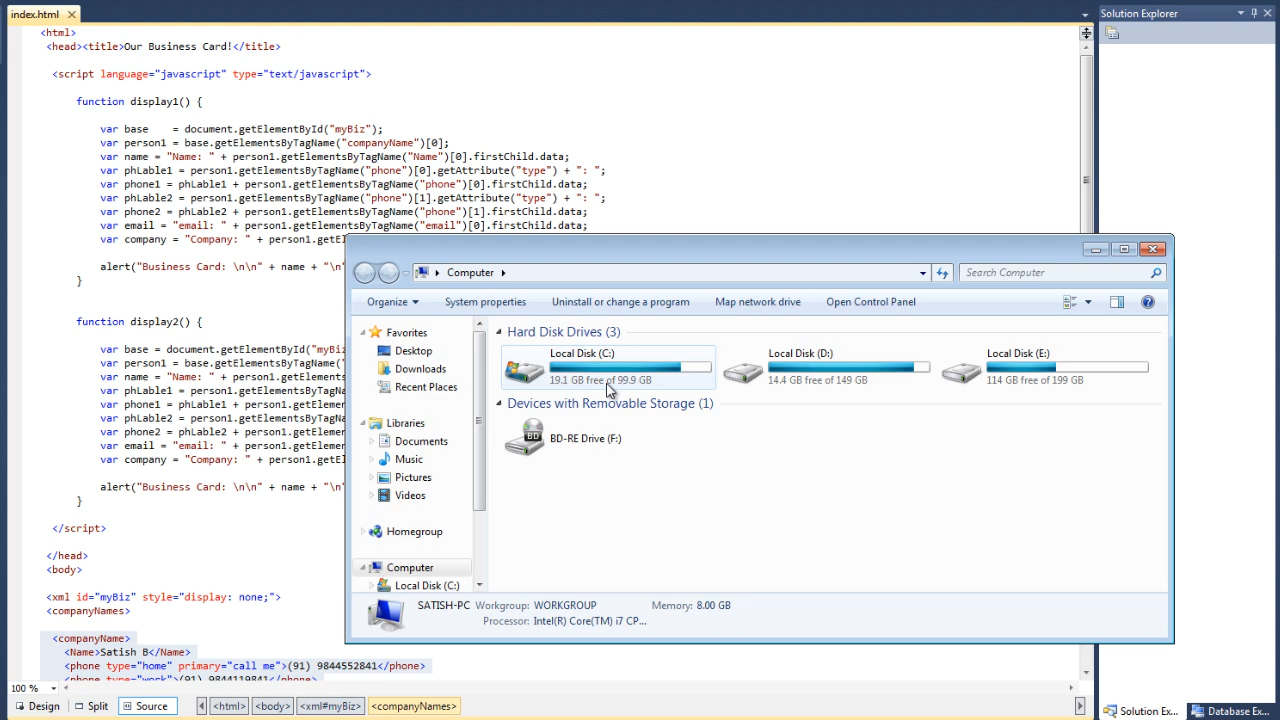 index.html
<html>
<head><title>Our Business Card!</title>
<script language="javascript" type="text/javascript">
function display1() {
var base    = document.getElementById("myBiz");
var person1 = base.getElementsByTagName("companyName")[0];
var name = "Name: " + person1.getElementsByTagName("Name")[0].firstChild.data;
var phLable1 = person1.getElementsByTagName("phone")[0].getAttribute("type") + ": ";
var phone1 = phLable1 + person1.getElementsByTagName("phone")[0].firstChild.data;
var phLable2 = person1.getElementsByTagName("phone")[1].getAttribute("type") + ": ";
var phone2 = phLable2 + person1.getElementsByTagName("phone")[1].firstChild.data;
var email = "email: " + person1.getElementsByTagName("email")[0].firstChild.data;
var company = "Company: " + person1.getEl
alert("Business Card: \n\n" + name + "\n"
}
function display2() {
var base = document.getElementById("myBiz
var person1 = base.getElementsByTagName("
var name = "Name: " + person1.getElements
var phLable1 = person1.getElementsByTagNa
var phone1 = phLable1 + person1.getElemen
var phLable2 = person1.getElementsByTagNa
var phone2 = phLable2 + person1.getElemen
var email = "email: " + person1.getElemen
var company = "Company: " + person1.getEl
alert("Business Card: \n\n" + name + "\n"
}
</script>
</head>
<body>
<xml id="myBiz" style="display: none;">
<companyNames>
<companyName>
<Name>Satish B</Name>
<phone type="home" primary="call me">(91) 9844552841</phone>
<phone type="work">(91) 9844119841</phone>
100 %
Design Split Source <html> <body> <xml#myBiz> <companyNames>
Solution Explorer
Solution Ex... Database Ex...
Computer
Search Computer
Organize System properties Uninstall or change a program Map network drive Open Control Panel
Favorites
Desktop
Downloads
Recent Places
Libraries
Documents
Music
Pictures
Videos
Homegroup
Computer
Local Disk (C:)
Hard Disk Drives (3)
Local Disk (C:)
19.1 GB free of 99.9 GB
Local Disk (D:)
14.4 GB free of 149 GB
Local Disk (E:)
114 GB free of 199 GB
Devices with Removable Storage (1)
BD
BD-RE Drive (F:)
SATISH-PC Workgroup: WORKGROUP Memory: 8.00 GB
Processor: Intel(R) Core(TM) i7 CP...